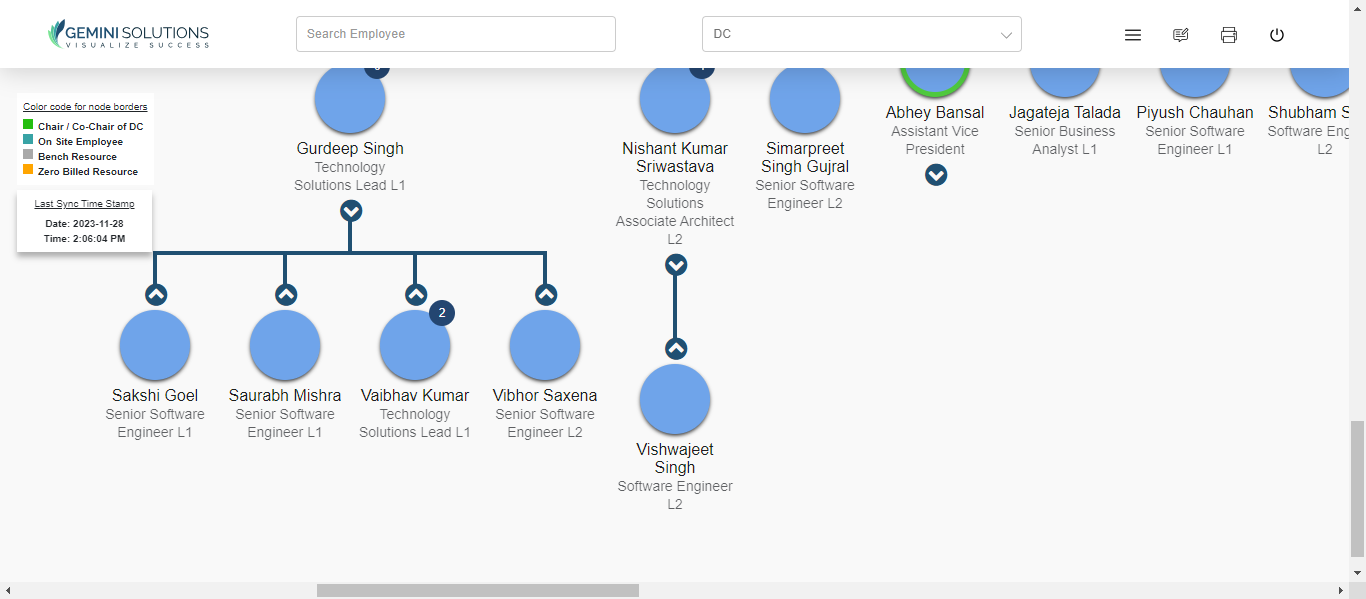 GEMINI SOLUTIONS
VISUALIZE SUCCESS
Search Employee
DC
Color code for node borders
Chair / Co-Chair of DC
On Site Employee
Bench Resource
Zero Billed Resource
Last Sync Time Stamp
Date: 2023-11-28
Time: 2:06:04 PM
Gurdeep Singh
Technology
Solutions Lead L1
Nishant Kumar
Sriwastava
Technology
Solutions
Associate Architect
L2
Simarpreet
Singh Gujral
Senior Software
Engineer L2
Abhey Bansal
Assistant Vice
President
Jagateja Talada
Senior Business
Analyst L1
Piyush Chauhan
Senior Software
Engineer L1
Shubham S
Software Eng
L2
Sakshi Goel
Senior Software
Engineer L1
Saurabh Mishra
Senior Software
Engineer L1
2
Vaibhav Kumar
Technology
Solutions Lead L1
Vibhor Saxena
Senior Software
Engineer L2
Vishwajeet
Singh
Software Engineer
L2